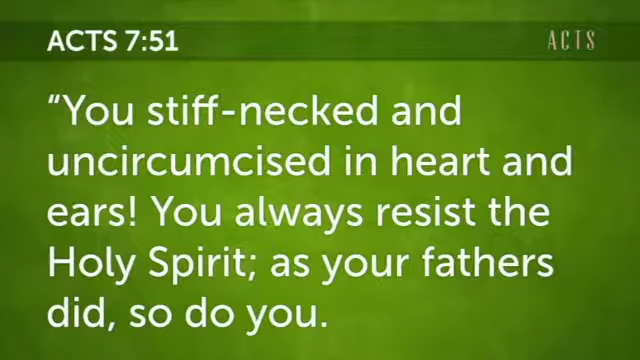 ACTS 7:51
ACTS
“You stiff-necked and
uncircumcised in heart and
ears! You always resist the
Holy Spirit; as your fathers
did, so do you.